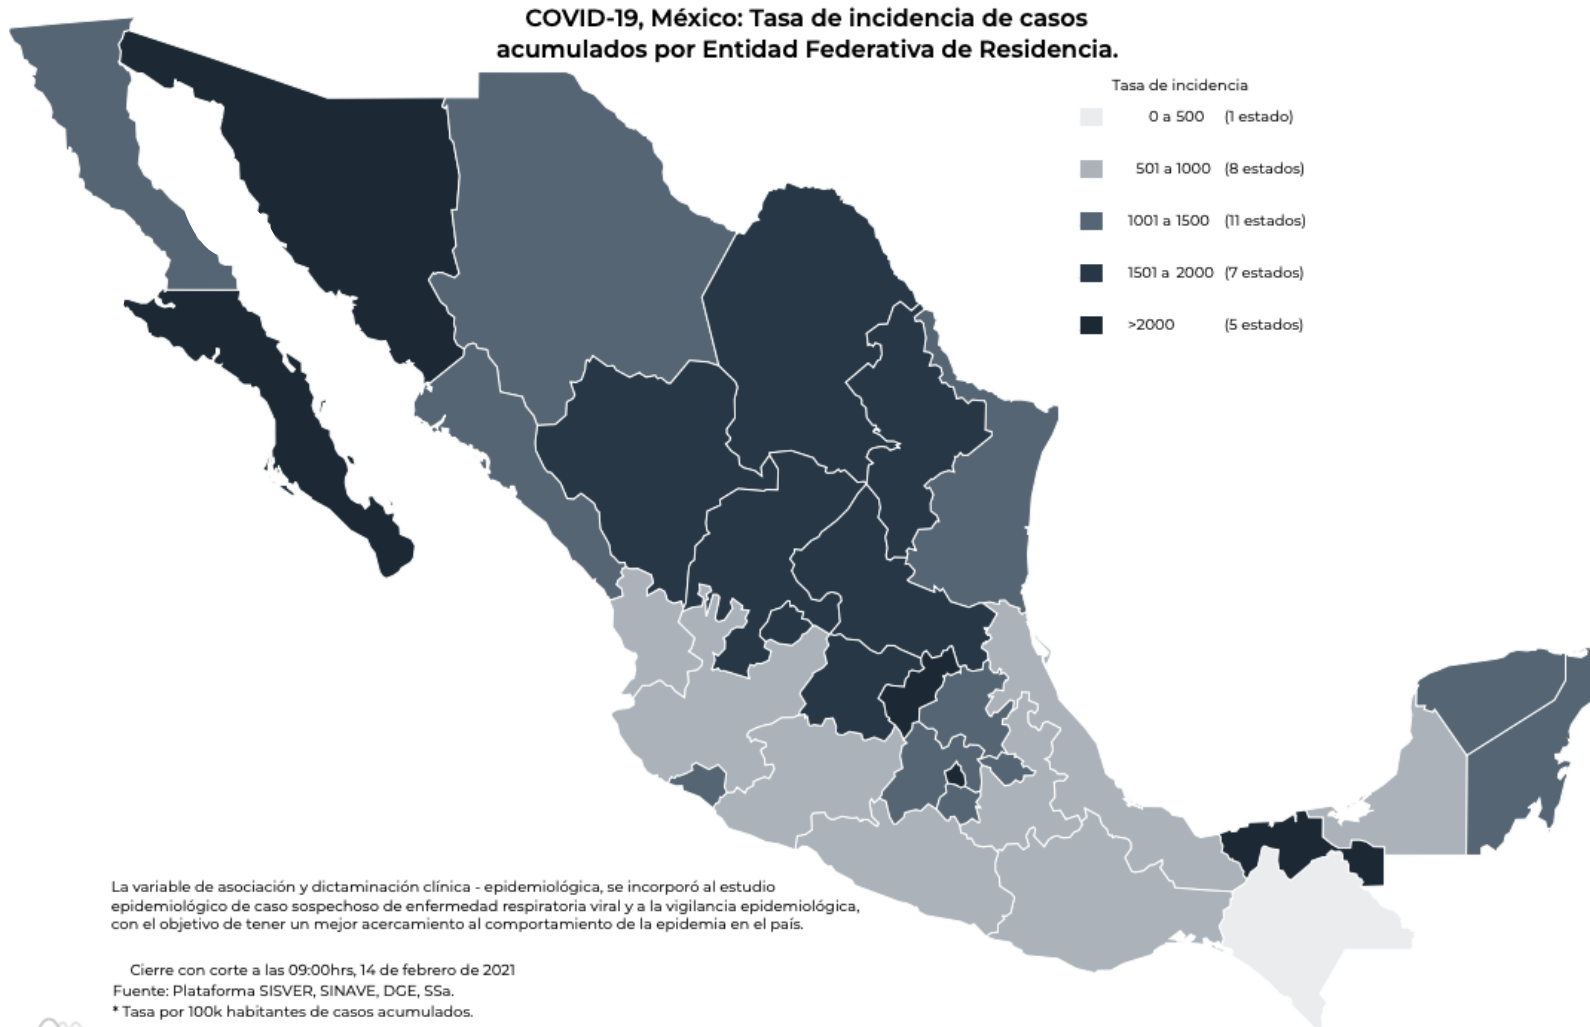 COVID-19, México: Tasa de incidencia de casos
acumulados por Entidad Federativa de Residencia.
Tasa de incidencia
0 a 500 (1 estado)
501 a 1000 (8 estados)
1001 a 1500 (11 estados)
1501 a 2000 (7 estados)
>2000 (5 estados)
La variable de asociación y dictaminación clínica - epidemiológica, se incorporó al estudio
epidemiológico de caso sospechoso de enfermedad respiratoria viral y a la vigilancia epidemiológica,
con el objetivo de tener un mejor acercamiento al comportamiento de la epidemia en el país.
Cierre con corte a las 09:00hrs, 14 de febrero de 2021
Fuente: Plataforma SISVER, SINAVE, DGE, SSa.
* Tasa por 100k habitantes de casos acumulados.